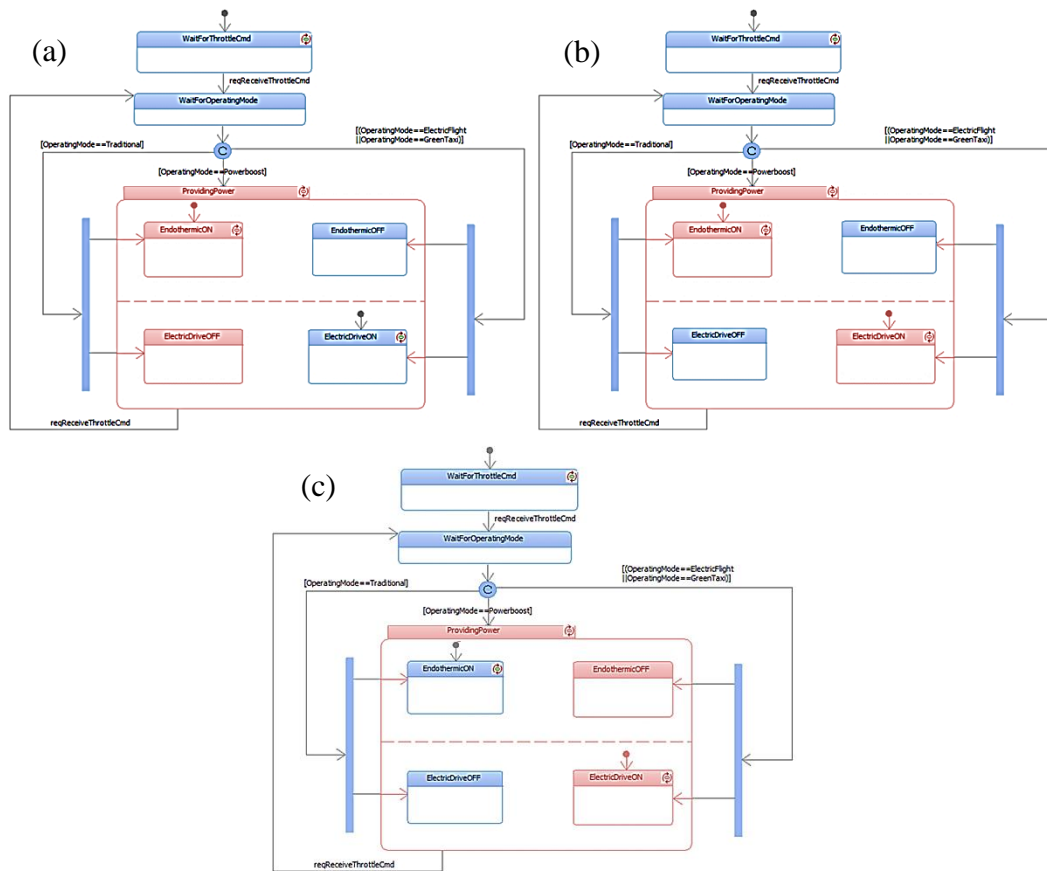 (a)
WaitForThrottleCmd
reqReceiveThrottleCmd
WaitForOperatingMode
[OperatingMode==Traditional]
C
[(OperatingMode==ElectricFlight
||OperatingMode==GreenTaxi)]
[OperatingMode==Powerboost]
ProvidingPower
EndothermicON
EndothermicOFF
ElectricDriveOFF
ElectricDriveON
reqReceiveThrottleCmd
(b)
WaitForThrottleCmd
reqReceiveThrottleCmd
WaitForOperatingMode
[OperatingMode==Traditional]
C
[(OperatingMode==ElectricFlight
||OperatingMode==GreenTaxi)]
[OperatingMode==Powerboost]
ProvidingPower
EndothermicON
EndothermicOFF
ElectricDriveOFF
ElectricDriveON
reqReceiveThrottleCmd
(c)
WaitForThrottleCmd
reqReceiveThrottleCmd
WaitForOperatingMode
[OperatingMode==Traditional]
C
[(OperatingMode==ElectricFlight
||OperatingMode==GreenTaxi)]
[OperatingMode==Powerboost]
ProvidingPower
EndothermicON
EndothermicOFF
ElectricDriveOFF
ElectricDriveON
reqReceiveThrottleCmd